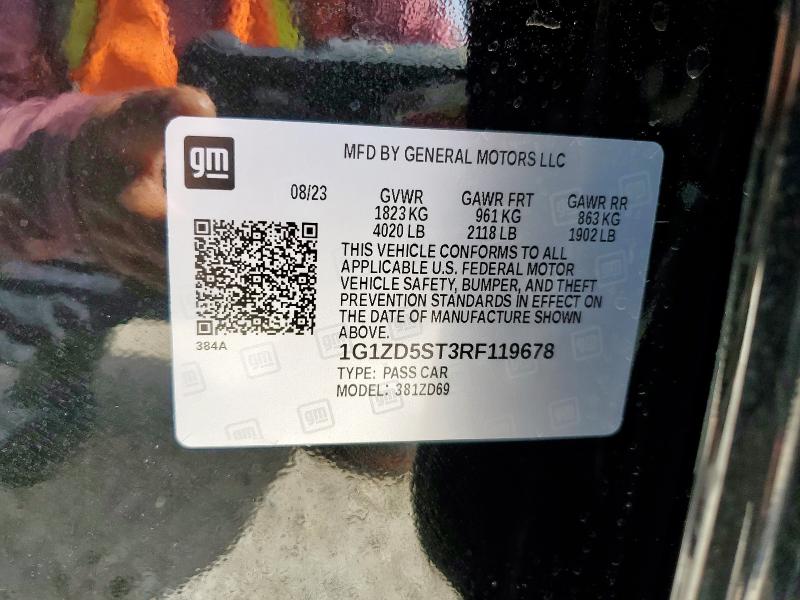 gm
MFD BY GENERAL MOTORS LLC
08/23
GVWR GAWR FRT GAWR RR
1823 KG 961 KG 863 KG
4020 LB 2118 LB 1902 LB
THIS VEHICLE CONFORMS TO ALL
APPLICABLE U.S. FEDERAL MOTOR
VEHICLE SAFETY, BUMPER, AND THEFT
PREVENTION STANDARDS IN EFFECT ON
THE DATE OF MANUFACTURE SHOWN
ABOVE.
384A
1G1ZD5ST3RF119678
TYPE: PASS CAR
MODEL: 381ZD69